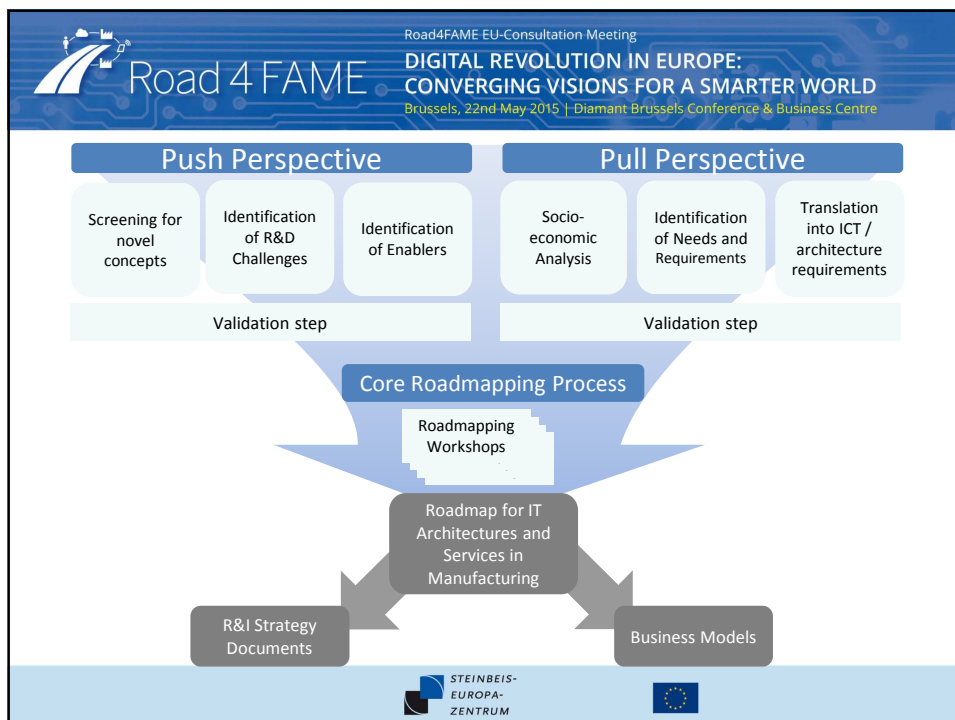 Road 4 FAME
Road4FAME EU-Consultation Meeting
DIGITAL REVOLUTION IN EUROPE:
CONVERGING VISIONS FOR A SMARTER WORLD
Brussels, 22nd May 2015 | Diamant Brussels Conference & Business Centre
Push Perspective
Screening for
novel
concepts
Identification
of R&D
Challenges
Identification
of Enablers
Validation step
Pull Perspective
Socio-
economic
Analysis
Identification
of Needs and
Requirements
Translation
into ICT /
architecture
requirements
Validation step
Core Roadmapping Process
Roadmapping
Workshops
Roadmap for IT
Architectures and
Services in
Manufacturing
R&I Strategy
Documents
Business Models
STEINBEIS-
EUROPA-
ZENTRUM